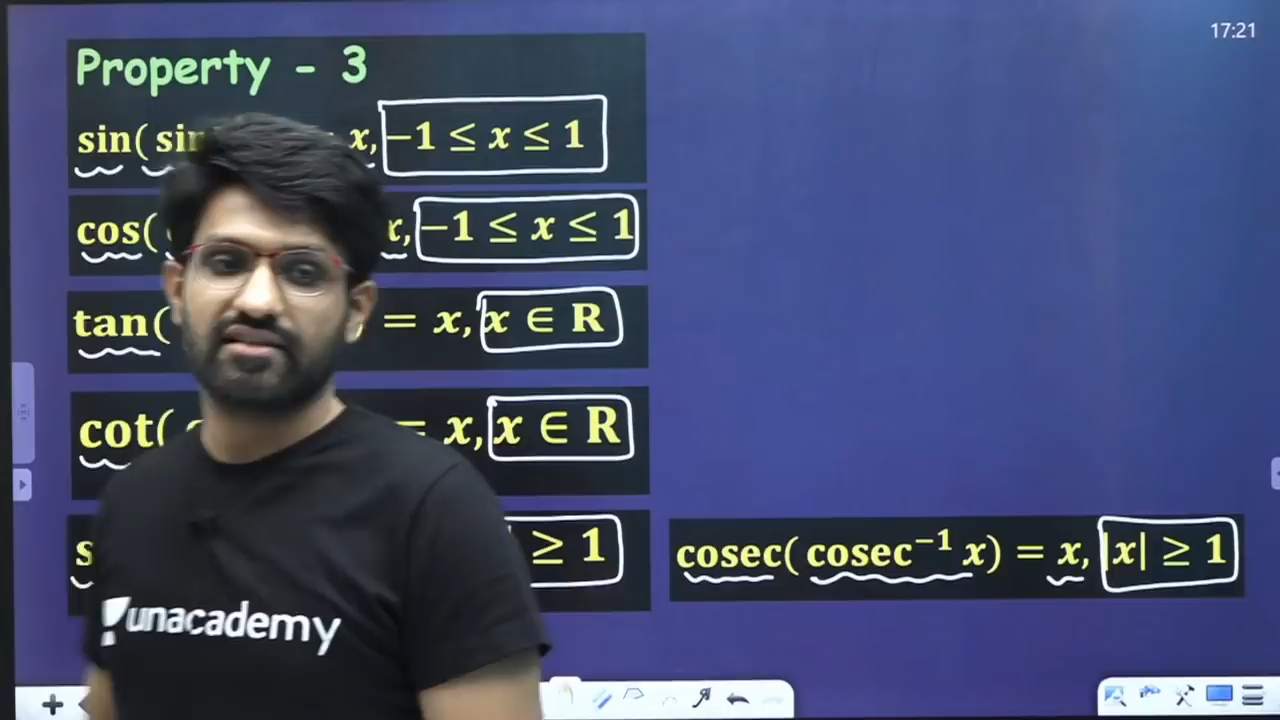 17:21
Property - 3
sin( sin x, −1 ≤ x ≤ 1
cos( x, −1 ≤ x ≤ 1
tan( = x, x ∈ R
cot( = x, x ∈ R
s ≥ 1
cosec( cosec⁻¹ x) = x, |x| ≥ 1
unacademy